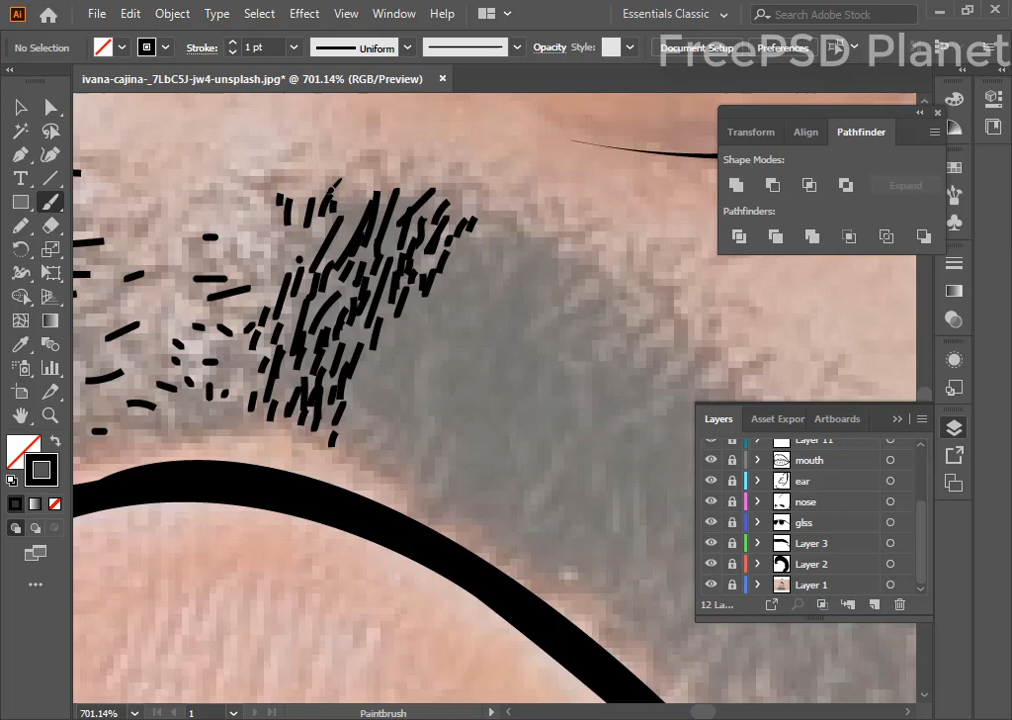 Ai File Edit Object Type Select Effect View Window Help Essentials Classic Search Adobe Stock
No Selection Stroke: 1 pt Uniform Opacity Style: Document Setup Preferences
FreePSD Planet
ivana-cajina-_7LbC5J-jw4-unsplash.jpg* @ 701.14% (RGB/Preview)
Transform Align Pathfinder
Shape Modes:
Expand
Pathfinders:
Layers Asset Expor Artboards
Layer 11
mouth
ear
nose
glss
Layer 3
Layer 2
Layer 1
12 La...
701.14% 1 Paintbrush